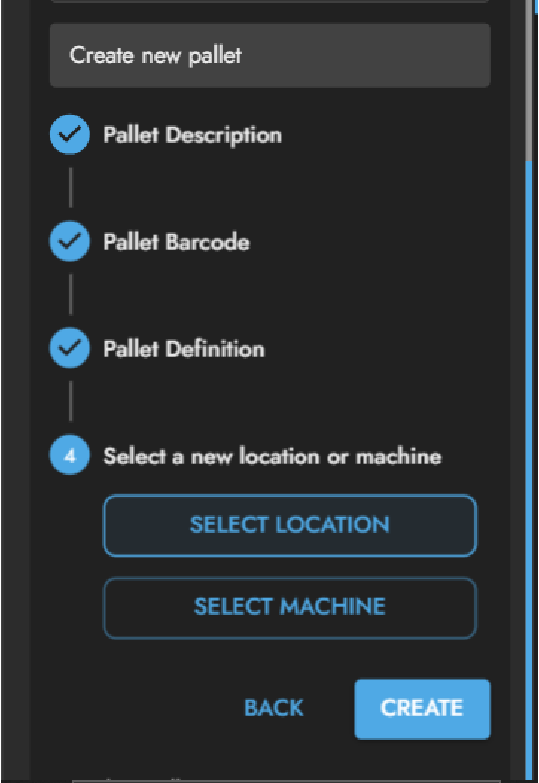 Create new pallet
Pallet Description
Pallet Barcode
Pallet Definition
4 Select a new location or machine
SELECT LOCATION
SELECT MACHINE
BACK CREATE